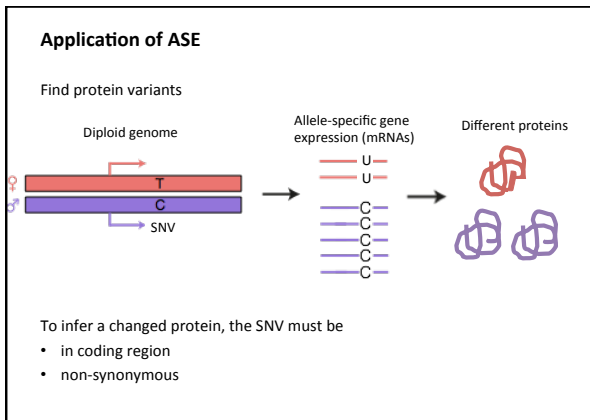 Application of ASE
Find protein variants
Diploid genome
Allele-specific gene
expression (mRNAs)
Different proteins
♀
T
♂
C
SNV
U
U
C
C
C
C
C
To infer a changed protein, the SNV must be
• in coding region
• non-synonymous